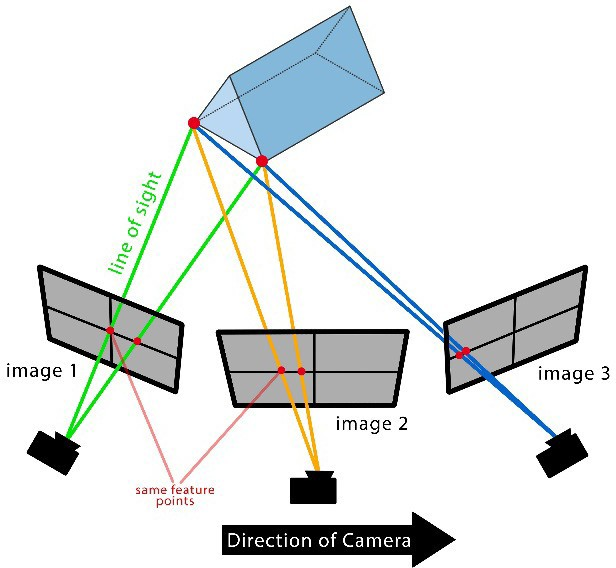 line of sight
image 1
image 2
image 3
same feature
points
Direction of Camera